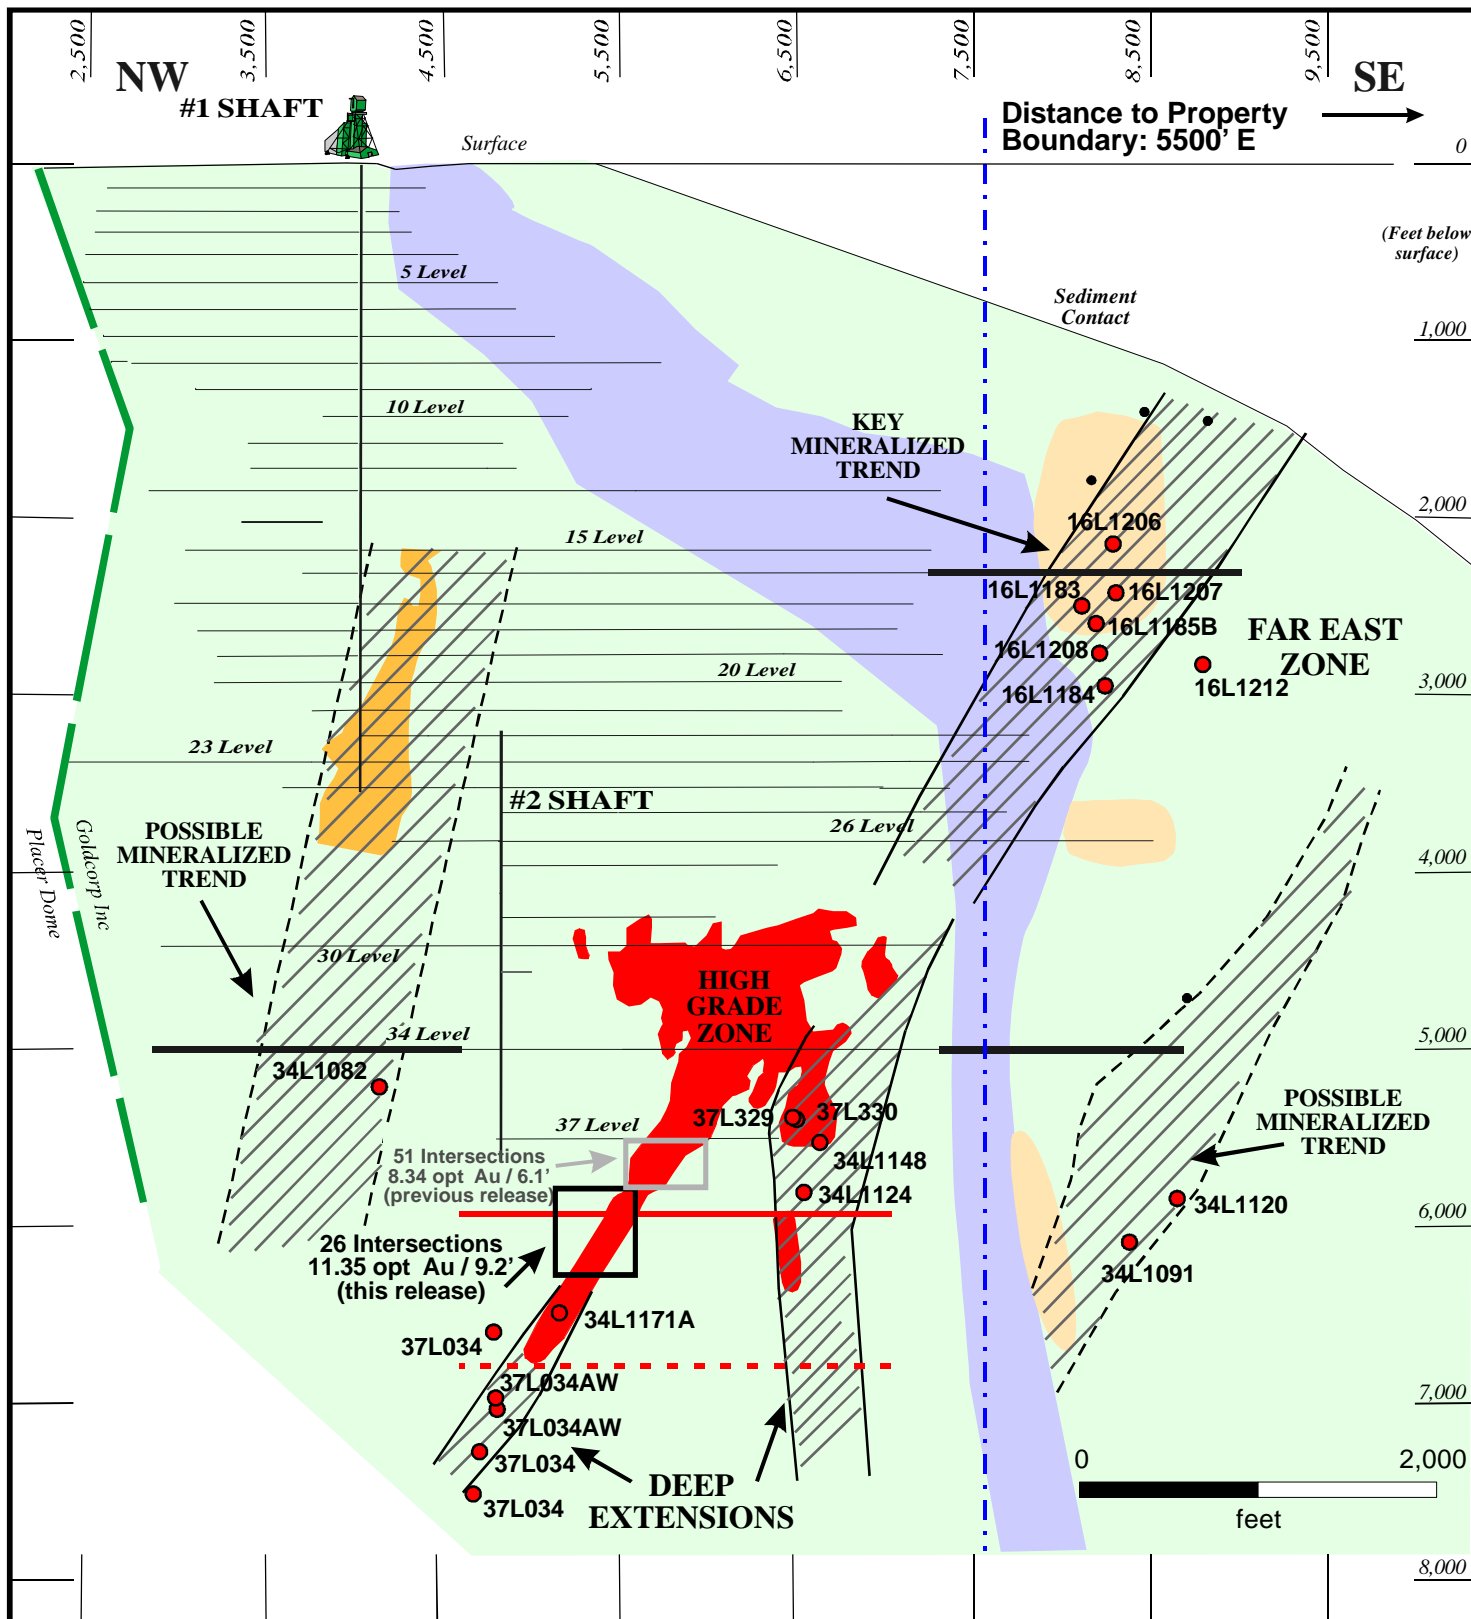 2,500
3,500
4,500
5,500
6,500
7,500
8,500
9,500
NW
SE
#1 SHAFT
Surface
Distance to Property
Boundary: 5500' E
0
(Feet below
surface)
5 Level
Sediment
Contact
1,000
10 Level
KEY
MINERALIZED
TREND
2,000
16L1206
15 Level
16L1183
16L1207
16L1185B
FAR EAST
ZONE
16L1208
20 Level
16L1184
16L1212
3,000
23 Level
#2 SHAFT
26 Level
POSSIBLE
MINERALIZED
TREND
Goldcorp Inc
Placer Dome
4,000
30 Level
HIGH
GRADE
ZONE
34 Level
5,000
34L1082
37L329
37L330
37 Level
34L1148
POSSIBLE
MINERALIZED
TREND
51 Intersections
8.34 opt Au / 6.1'
(previous release)
34L1124
34L1120
6,000
26 Intersections
11.35 opt Au / 9.2'
(this release)
34L1091
34L1171A
37L034
37L034AW
7,000
37L034AW
37L034
DEEP
EXTENSIONS
37L034
0
2,000
feet
8,000